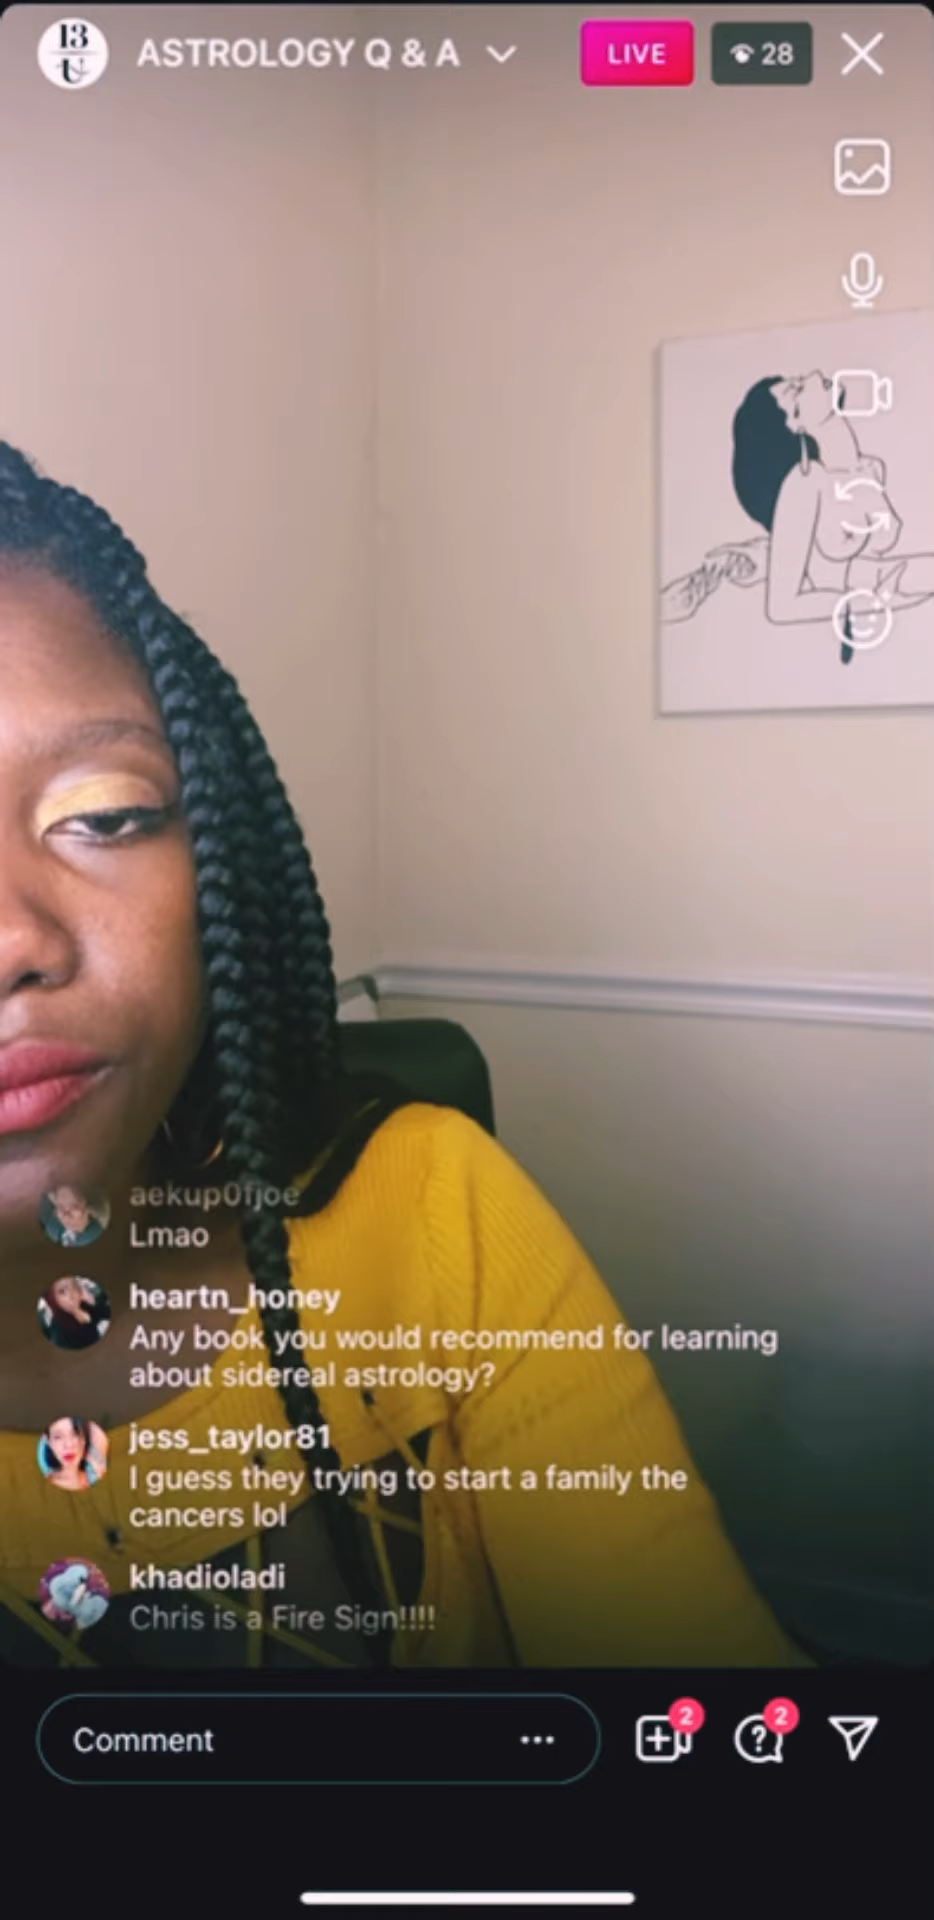 13
ASTROLOGY Q & A
LIVE
28
aekup0fjoe
Lmao
heartn_honey
Any book you would recommend for learning
about sidereal astrology?
jess_taylor81
I guess they trying to start a family the
cancers lol
khadioladi
Chris is a Fire Sign!!!!
Comment
2
2